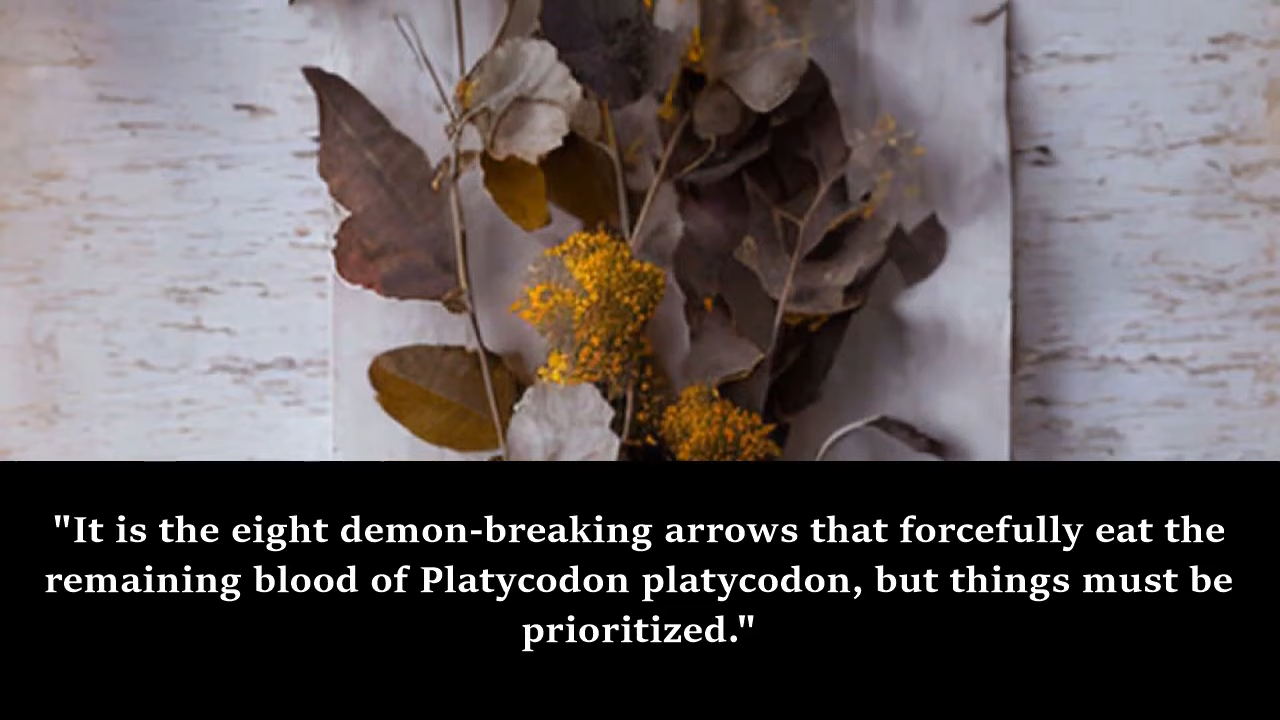 "It is the eight demon-breaking arrows that forcefully eat the
remaining blood of Platycodon platycodon, but things must be
prioritized."